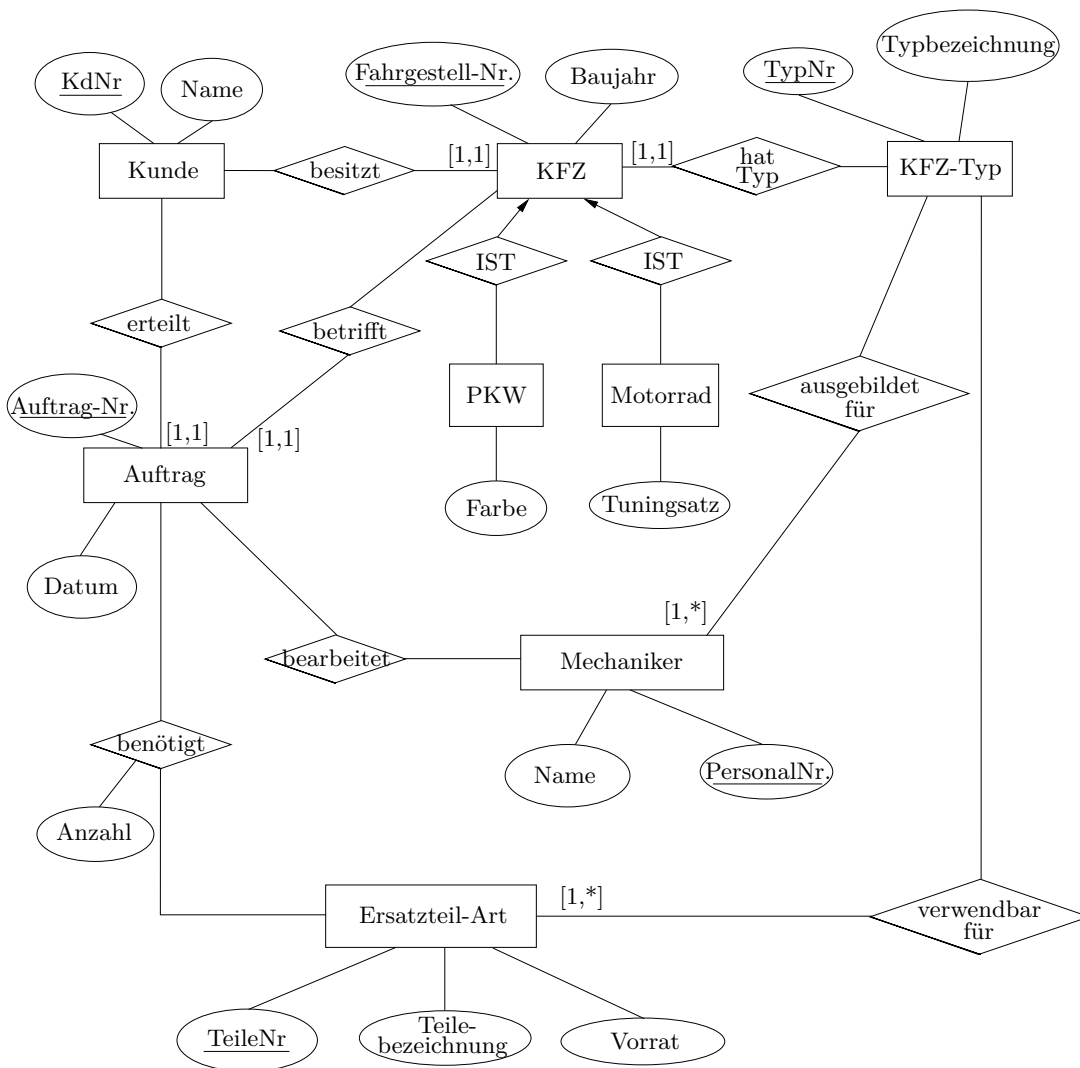 Typbezeichnung
KdNr
Name
Fahrgestell-Nr.
Baujahr
TypNr
Kunde
besitzt
[1,1]
KFZ
[1,1]
hat
Typ
KFZ-Typ
IST
IST
erteilt
betrifft
PKW
Motorrad
ausgebildet
für
Auftrag-Nr.
[1,1]
[1,1]
Auftrag
Farbe
Tuningsatz
Datum
[1,*]
bearbeitet
Mechaniker
benötigt
Name
PersonalNr.
Anzahl
Ersatzteil-Art
[1,*]
verwendbar
für
TeileNr
Teile-
bezeichnung
Vorrat